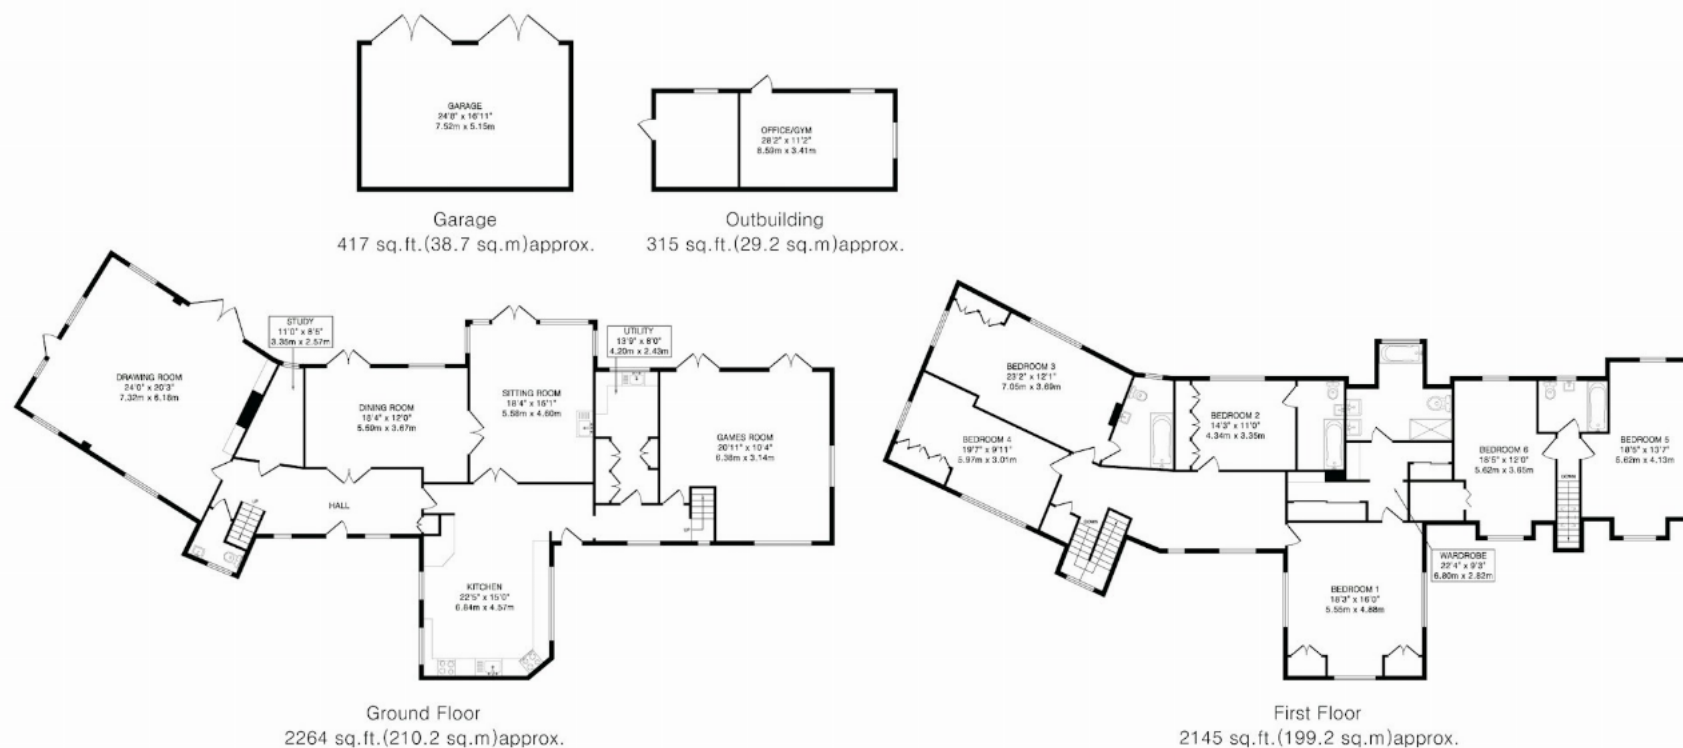 GARAGE
24'8" x 16'11"
7.52m x 5.15m
OFFICE/GYM
28'2" x 11'2"
8.59m x 3.41m
Garage
417 sq.ft.(38.7 sq.m)approx.
Outbuilding
315 sq.ft.(29.2 sq.m)approx.
DRAWING ROOM
24'0" x 20'3"
7.32m x 6.18m
STUDY
11'0" x 8'5"
3.35m x 2.57m
DINING ROOM
18'4" x 12'0"
5.60m x 3.67m
SITTING ROOM
18'4" x 15'1"
5.58m x 4.60m
UTILITY
13'9" x 8'0"
4.20m x 2.43m
GAMES ROOM
20'11" x 10'4"
6.38m x 3.14m
HALL
UP
UP
KITCHEN
22'5" x 15'0"
6.84m x 4.57m
Ground Floor
2264 sq.ft.(210.2 sq.m)approx.
BEDROOM 3
23'2" x 12'1"
7.05m x 3.69m
BEDROOM 4
19'7" x 9'11"
5.97m x 3.01m
BEDROOM 2
14'3" x 11'0"
4.34m x 3.35m
BEDROOM 6
18'5" x 12'0"
5.62m x 3.65m
BEDROOM 5
18'5" x 13'7"
5.62m x 4.13m
DOWN
DOWN
WARDROBE
22'4" x 9'3"
6.80m x 2.82m
BEDROOM 1
18'3" x 16'0"
5.55m x 4.88m
First Floor
2145 sq.ft.(199.2 sq.m)approx.